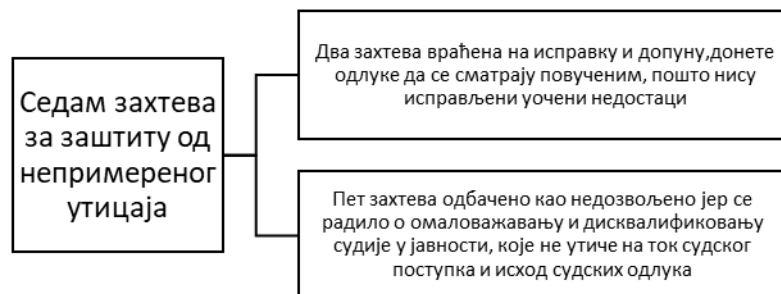 Седам захтева
за заштиту од
непримереног
утицаја
Два захтева враћена на исправку и допуну,донете
одлуке да се сматрају повученим, пошто нису
исправљени уочени недостаци
Пет захтева одбачено као недозвољено јер се
радило о омаловажавању и дисквалификовању
судије у јавности, које не утиче на ток судског
поступка и исход судских одлука